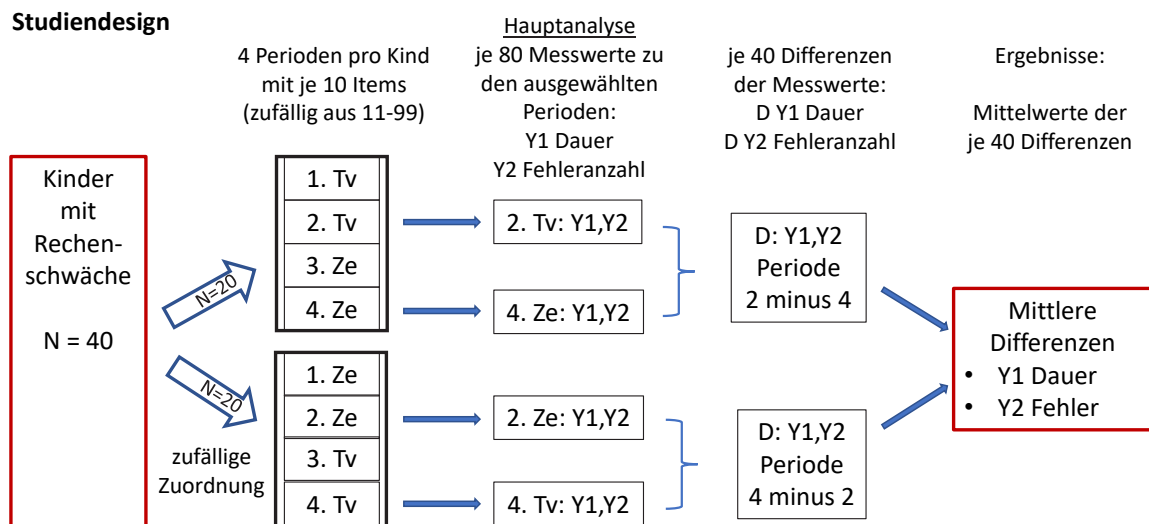 Studiendesign
4 Perioden pro Kind
mit je 10 Items
(zufällig aus 11-99)
Hauptanalyse
je 80 Messwerte zu
den ausgewählten
Perioden:
Y1 Dauer
Y2 Fehleranzahl
je 40 Differenzen
der Messwerte:
D Y1 Dauer
D Y2 Fehleranzahl
Ergebnisse:
Mittelwerte der
je 40 Differenzen
Kinder
mit
Rechen-
schwäche
N = 40
N=20
N=20
zufällige
Zuordnung
1. Tv
2. Tv
3. Ze
4. Ze
1. Ze
2. Ze
3. Tv
4. Tv
2. Tv: Y1,Y2
4. Ze: Y1,Y2
2. Ze: Y1,Y2
4. Tv: Y1,Y2
D: Y1,Y2
Periode
2 minus 4
D: Y1,Y2
Periode
4 minus 2
Mittlere
Differenzen
• Y1 Dauer
• Y2 Fehler